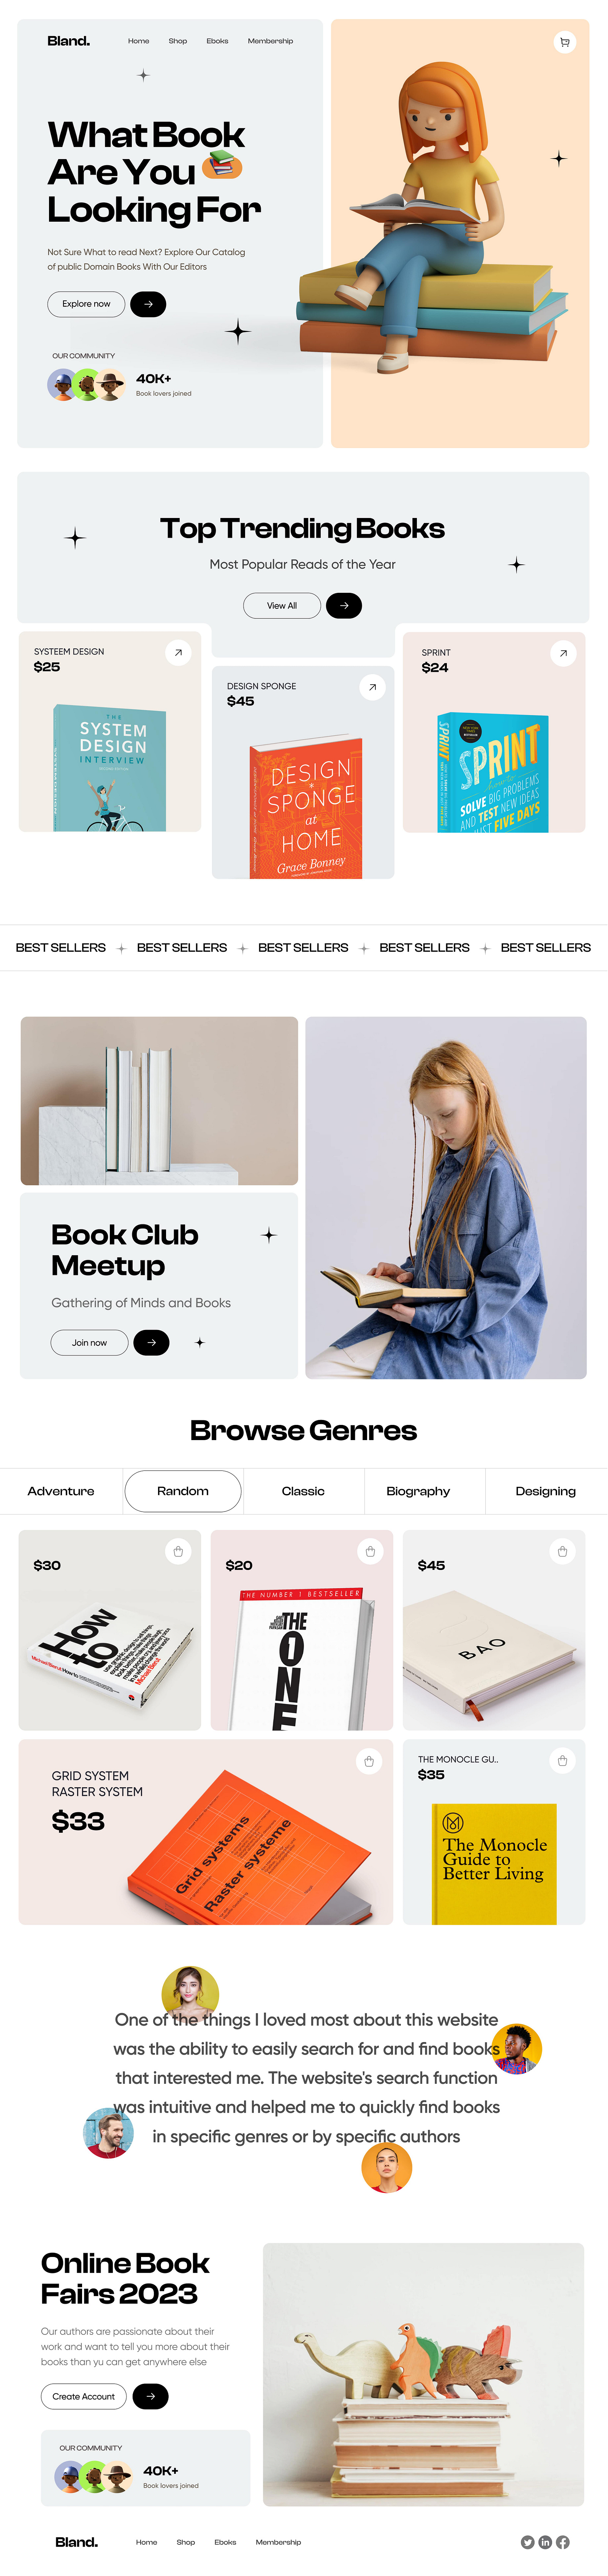 Bland.
Home
Shop
Eboks
Membership
What Book
Are You
Looking For
Not Sure What to read Next? Explore Our Catalog
of public Domain Books With Our Editors
Explore now
OUR COMMUNITY
40K+
Book lovers joined
Top Trending Books
Most Popular Reads of the Year
View All
SYSTEEM DESIGN
$25
THE
SYSTEM
DESIGN
INTERVIEW
DESIGN SPONGE
$45
DESIGN
SPONGE
at
HOME
Grace Bonney
SPRINT
$24
SPRINT
SPRINT
how to
SOLVE BIG PROBLEMS
AND TEST NEW IDEAS
IN JUST FIVE DAYS
BEST SELLERS
BEST SELLERS
BEST SELLERS
BEST SELLERS
BEST SELLERS
Book Club
Meetup
Gathering of Minds and Books
Join now
Browse Genres
Adventure
Random
Classic
Biography
Designing
$30
How
to
Michael Bierut How to
Michael Bierut
$20
THE NUMBER 1 BESTSELLER
THE
ONE
$45
BAO
GRID SYSTEM
RASTER SYSTEM
$33
Grid systems
Raster systeme
THE MONOCLE GU..
$35
The Monocle
Guide to
Better Living
One of the things I loved most about this website
was the ability to easily search for and find books
that interested me. The website's search function
was intuitive and helped me to quickly find books
in specific genres or by specific authors
Online Book
Fairs 2023
Our authors are passionate about their
work and want to tell you more about their
books than yu can get anywhere else
Create Account
OUR COMMUNITY
40K+
Book lovers joined
Bland.
Home
Shop
Eboks
Membership